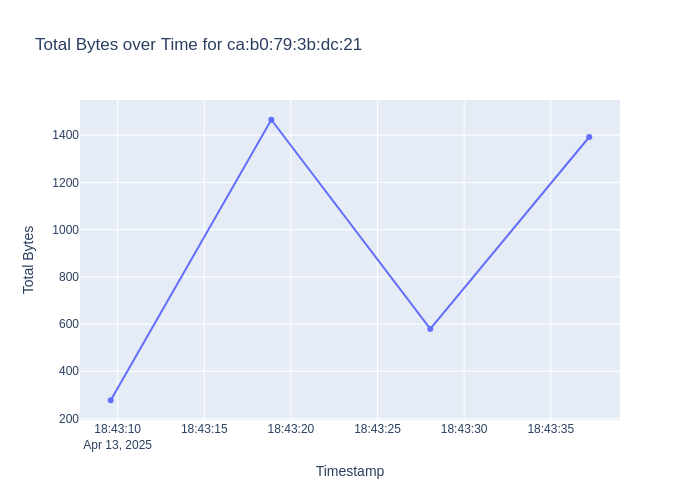 Total Bytes over Time for ca:b0:79:3b:dc:21
Total Bytes
1400
1200
1000
800
600
400
200
18:43:10 18:43:15 18:43:20 18:43:25 18:43:30 18:43:35
Apr 13, 2025
Timestamp